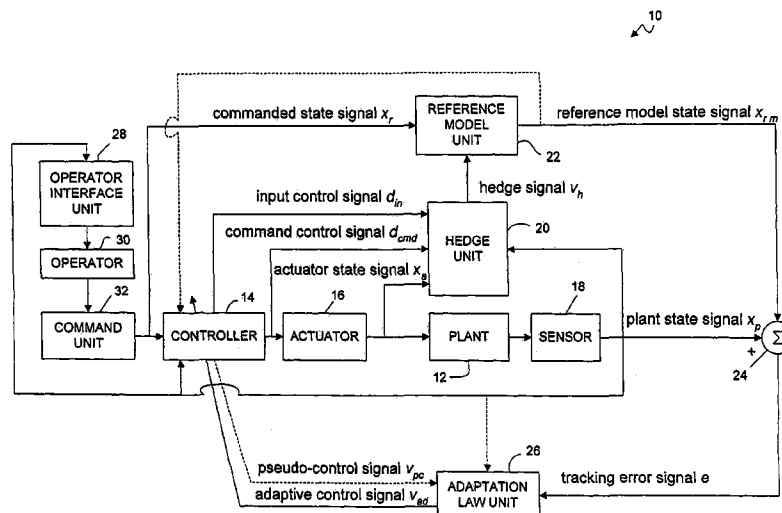 10
commanded state signal x_r
REFERENCE
MODEL
UNIT
22
reference model state signal x_rm
28
OPERATOR
INTERFACE
UNIT
hedge signal v_h
input control signal d_in
30
OPERATOR
command control signal d_cmd
HEDGE
UNIT
20
actuator state signal x_a
32
COMMAND
UNIT
14
CONTROLLER
16
ACTUATOR
PLANT
12
18
SENSOR
plant state signal x_p
+
Σ
24
pseudo-control signal v_pc
adaptive control signal v_ad
26
ADAPTATION
LAW UNIT
tracking error signal e